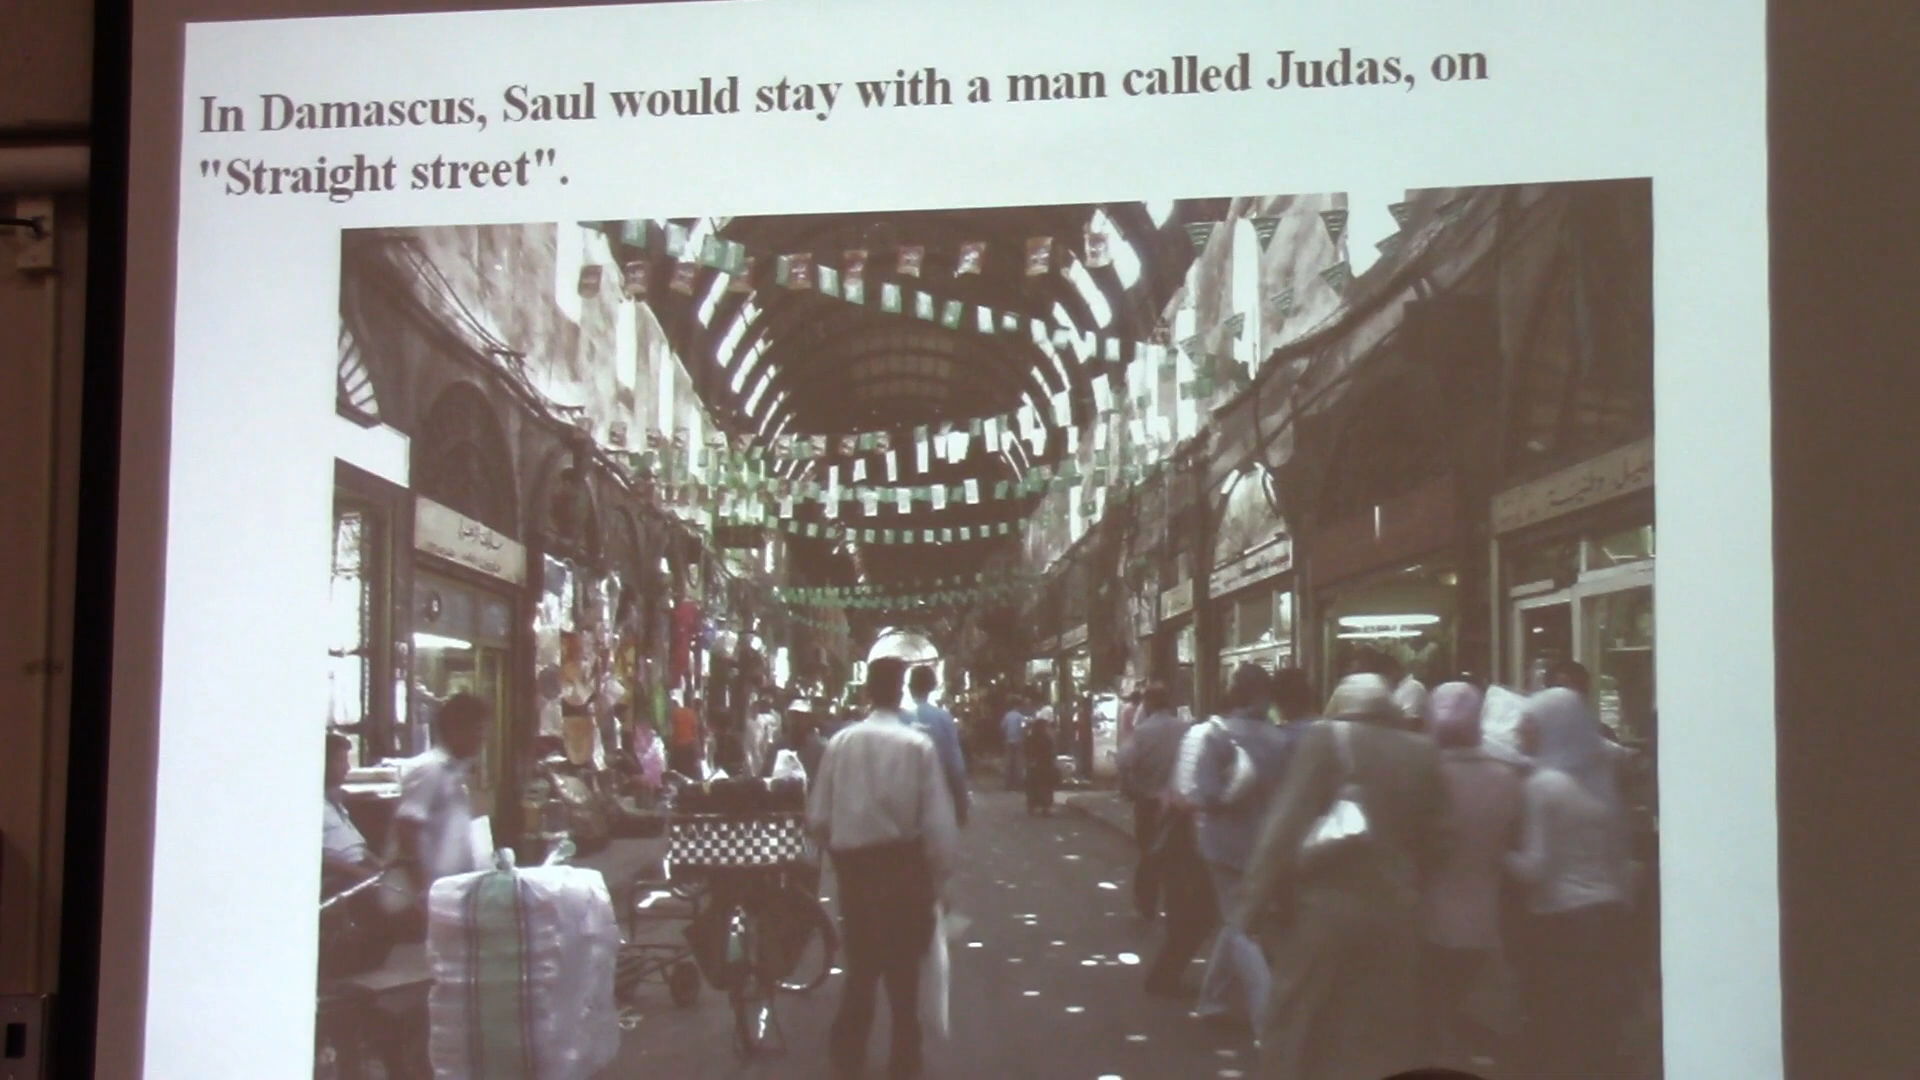 In Damascus, Saul would stay with a man called Judas, on
"Straight street".